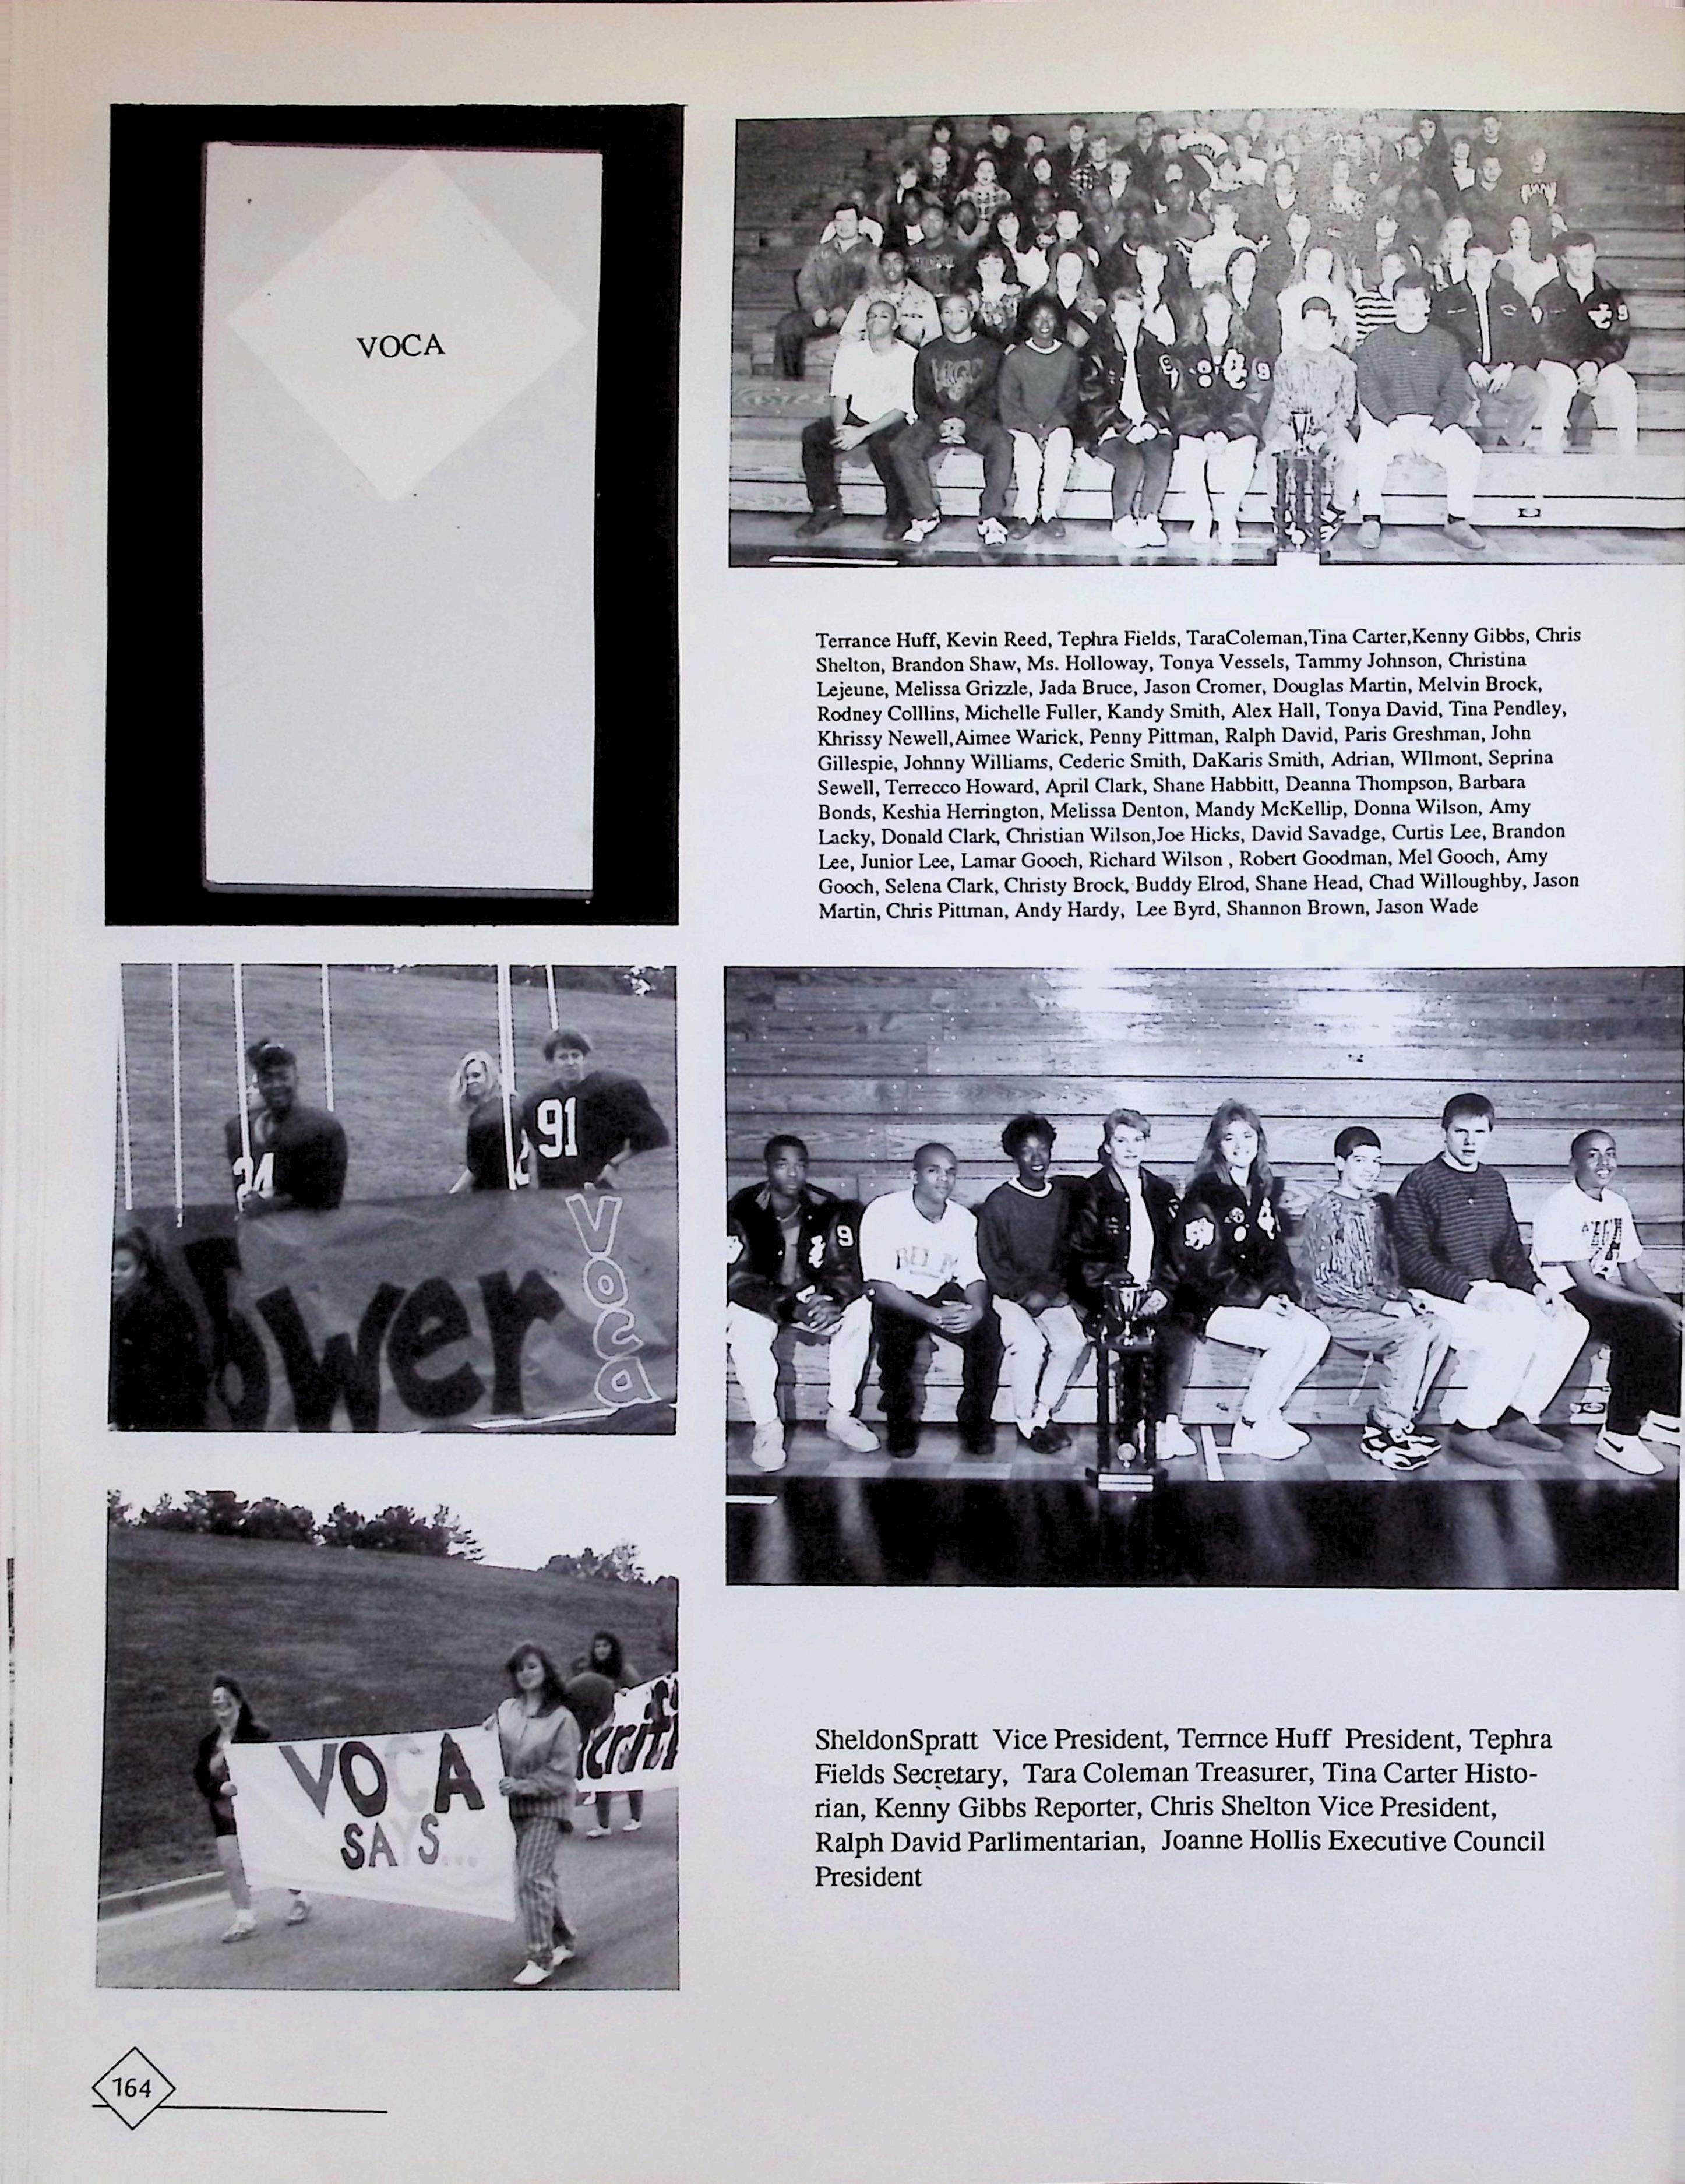 VOCA
Terrance Huff, Kevin Reed, Tephra Fields, TaraColeman,Tina Carter,Kenny Gibbs, Chris
Shelton, Brandon Shaw, Ms. Holloway, Tonya Vessels, Tammy Johnson, Christina
Lejeune, Melissa Grizzle, Jada Bruce, Jason Cromer, Douglas Martin, Melvin Brock,
Rodney Colllins, Michelle Fuller, Kandy Smith, Alex Hall, Tonya David, Tina Pendley,
Khrissy Newell,Aimee Warick, Penny Pittman, Ralph David, Paris Greshman, John
Gillespie, Johnny Williams, Cederic Smith, DaKaris Smith, Adrian, WIlmont, Seprina
Sewell, Terrecco Howard, April Clark, Shane Habbitt, Deanna Thompson, Barbara
Bonds, Keshia Herrington, Melissa Denton, Mandy McKellip, Donna Wilson, Amy
Lacky, Donald Clark, Christian Wilson,Joe Hicks, David Savadge, Curtis Lee, Brandon
Lee, Junior Lee, Lamar Gooch, Richard Wilson , Robert Goodman, Mel Gooch, Amy
Gooch, Selena Clark, Christy Brock, Buddy Elrod, Shane Head, Chad Willoughby, Jason
Martin, Chris Pittman, Andy Hardy, Lee Byrd, Shannon Brown, Jason Wade
34
91
ower
Voca
9
VOCA
SAYS...
SheldonSpratt Vice President, Terrnce Huff President, Tephra
Fields Secretary, Tara Coleman Treasurer, Tina Carter Histo-
rian, Kenny Gibbs Reporter, Chris Shelton Vice President,
Ralph David Parlimentarian, Joanne Hollis Executive Council
President
164